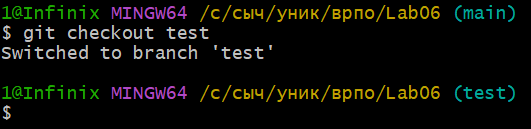 1@Infinix MINGW64 /c/сыч/уник/врпо/Lab06 (main)
$ git checkout test
Switched to branch 'test'
1@Infinix MINGW64 /c/сыч/уник/врпо/Lab06 (test)
$